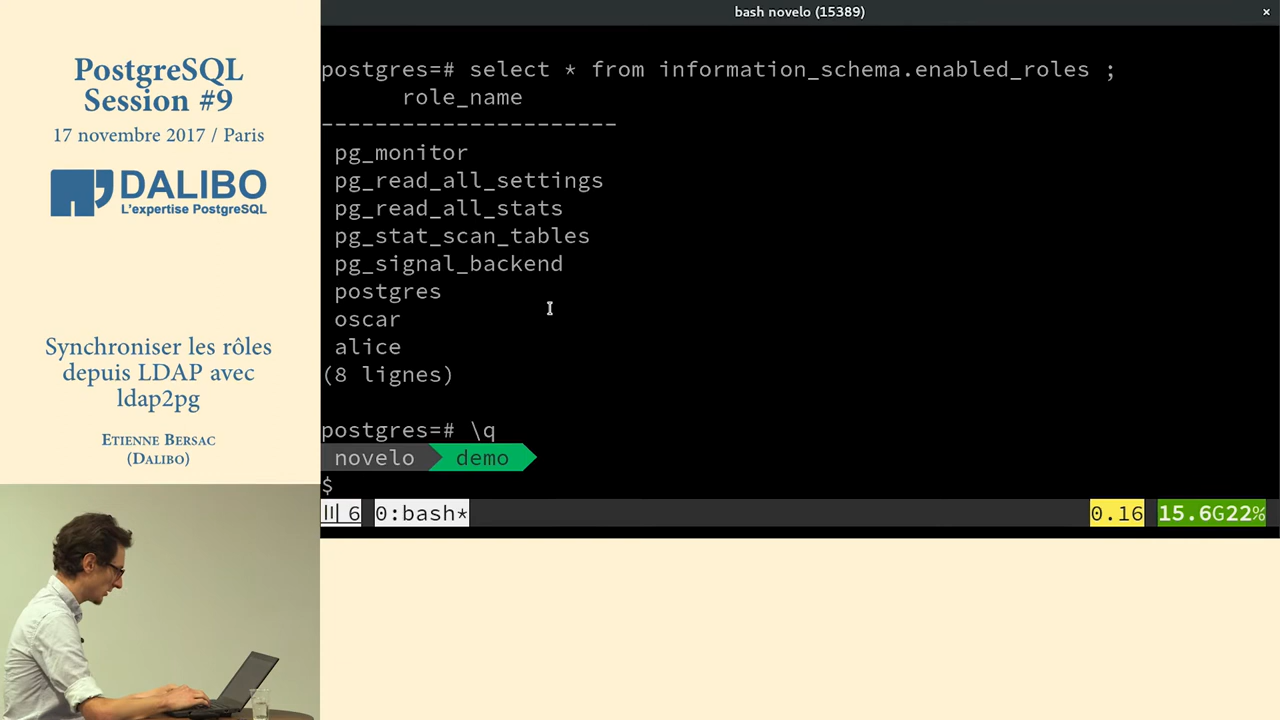 PostgreSQL
Session #9
17 novembre 2017 / Paris
DALIBO
L'expertise PostgreSQL
Synchroniser les rôles
depuis LDAP avec
ldap2pg
Etienne Bersac
(Dalibo)
bash novelo (15389)
×
postgres=# select * from information_schema.enabled_roles ;
role_name
----------------------
pg_monitor
pg_read_all_settings
pg_read_all_stats
pg_stat_scan_tables
pg_signal_backend
postgres
oscar
alice
(8 lignes)
postgres=# \q
novelo demo
$
6 0:bash* 0.16 15.6G22%